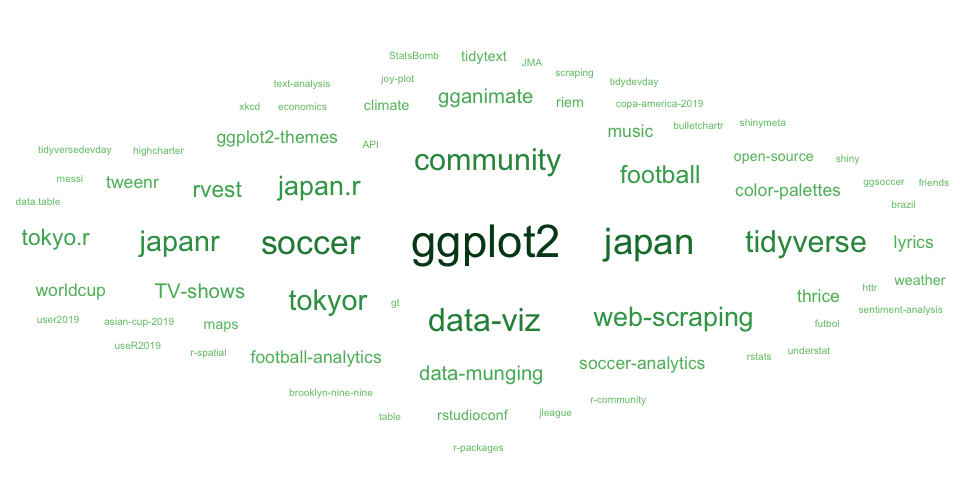 StatsBomb
tidytext
JMA
scraping
joy-plot
tidydevday
text-analysis
gganimate
riem
copa-america-2019
xkcd
economics
climate
bulletchartr
shinymeta
ggplot2-themes
API
music
tidyversedevday
highcharter
community
open-source
shiny
messi
tweenr
rvest
japan.r
football
color-palettes
ggsoccer
friends
data.table
brazil
tokyo.r
japanr
soccer
ggplot2
japan
tidyverse
lyrics
worldcup
TV-shows
tokyor
gt
thrice
httr
weather
user2019
asian-cup-2019
maps
data-viz
web-scraping
futbol
sentiment-analysis
useR2019
r-spatial
football-analytics
soccer-analytics
rstats
understat
data-munging
brooklyn-nine-nine
r-community
table
rstudioconf
jleague
r-packages